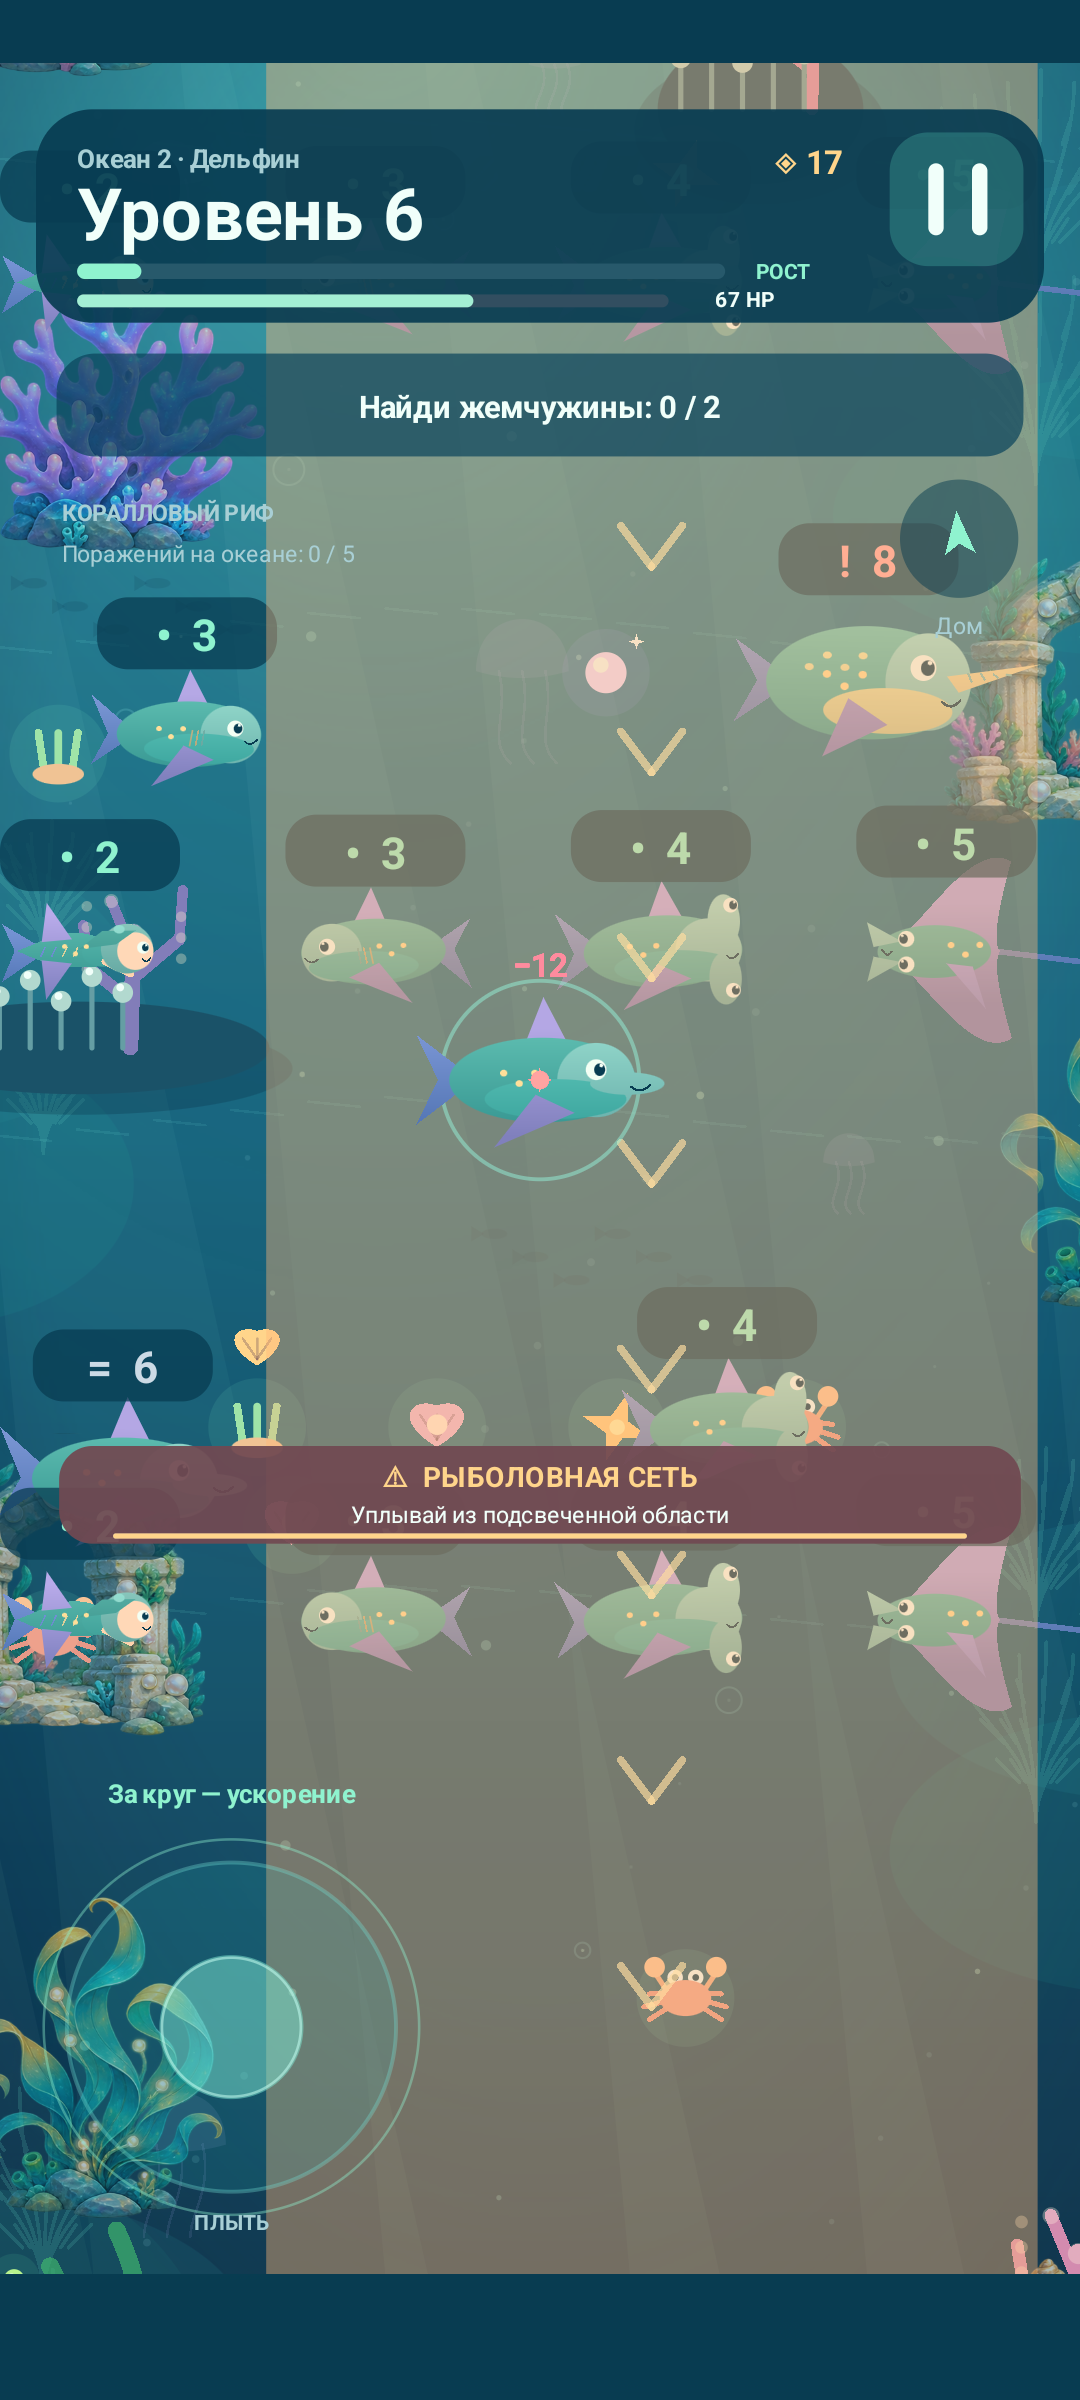 Океан 2 · Дельфин
17
Уровень 6
РОСТ
67 HP
Найди жемчужины: 0 / 2
КОРАЛЛОВЫЙ РИФ
Поражений на океане: 0 / 5
! 8
Дом
• 3
• 2
• 3
• 4
• 5
−12
• 4
= 6
⚠ РЫБОЛОВНАЯ СЕТЬ
Уплывай из подсвеченной области
• 2
5
За круг — ускорение
ПЛЫТЬ